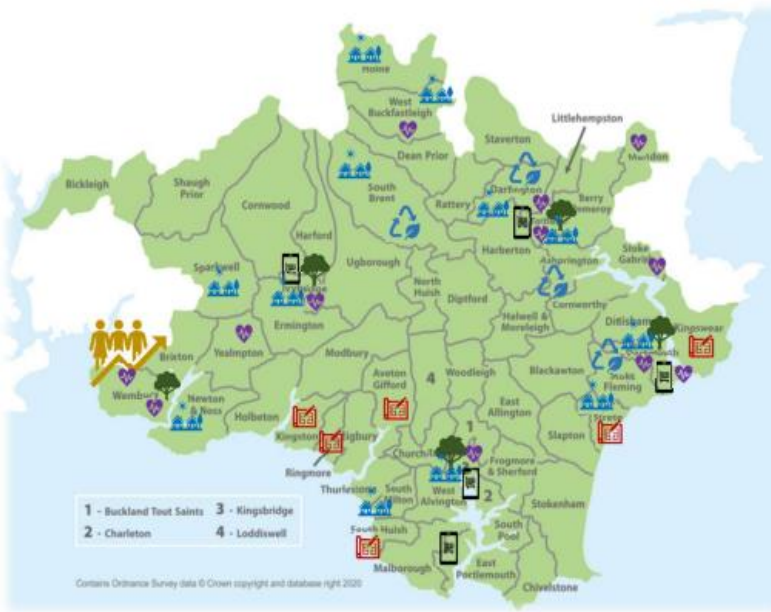 Holne
West
Buckfastleigh
Littlehempston
Staverton
Marldon
Dean Prior
Bickleigh
Shaugh
Prior
Cornwood
South
Brent
Rattery
Dartington
Berry
Pomeroy
Harford
Harberton
Ashprington
Stoke
Gabriel
Sparkwell
Ugborough
North
Huish
Diptford
Cornworthy
Ermington
Halwell &
Moreleigh
Dittisham
Kingswear
Brixton
Yealmpton
Modbury
Aveton
Gifford
4
Woodleigh
Blackawton
Stoke
Fleming
Wembury
Newton
& Noss
Holbeton
East
Allington
Strete
Kingston
Bigbury
1
Slapton
Ringmore
Frogmore
& Sherford
Thurlestone
South
Milton
West
Alvington
2
Stokenham
South Huish
South
Pool
Malborough
East
Portlemouth
Chivelstone
1 - Buckland Tout Saints
3 - Kingsbridge
2 - Charleton
4 - Loddiswell
Contains Ordnance Survey data © Crown copyright and database right 2020